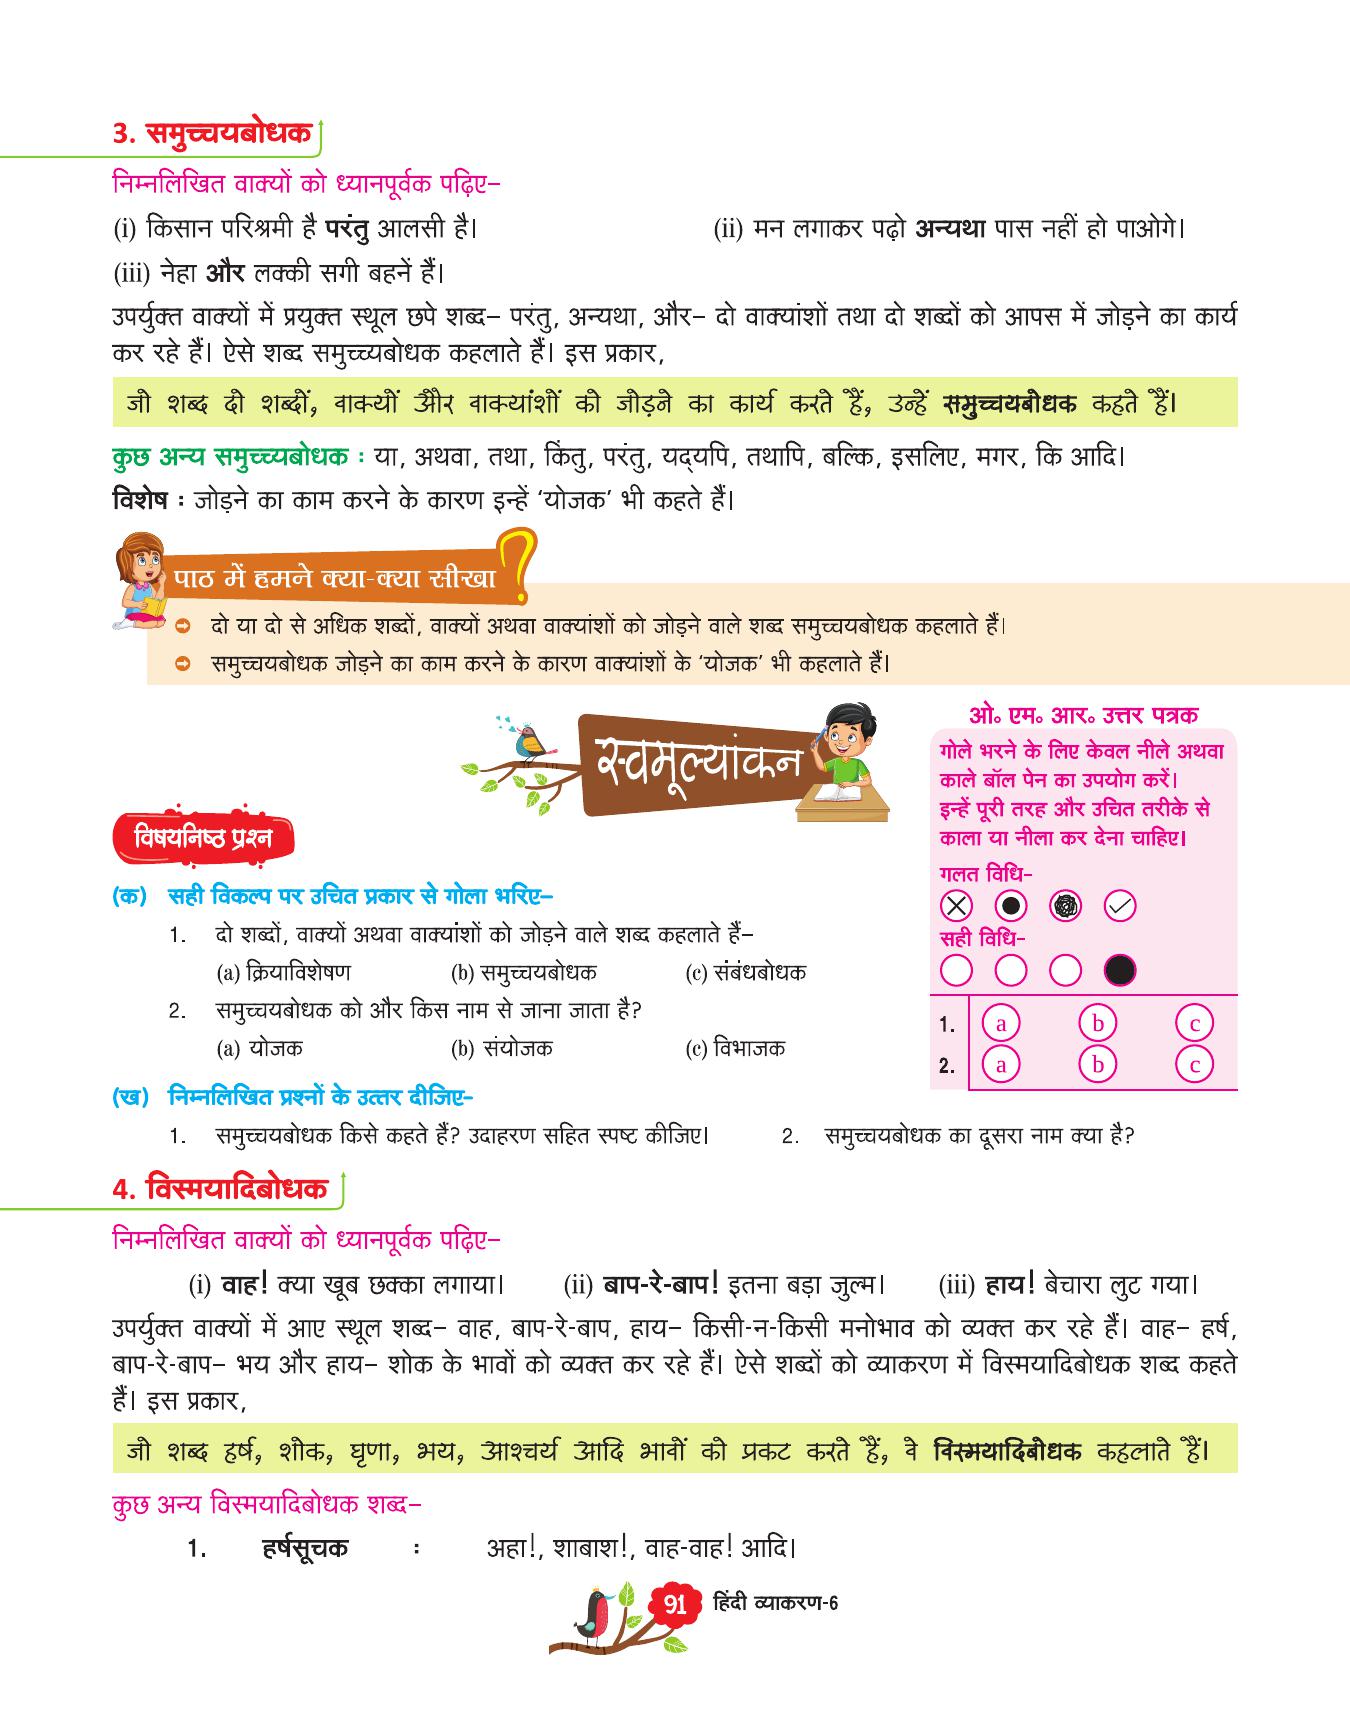 3. समुच्चयबोधक
निम्नलिखित वाक्यों को ध्यानपूर्वक पढ़िए–
(i) किसान परिश्रमी है परंतु आलसी है।
(ii) मन लगाकर पढ़ो अन्यथा पास नहीं हो पाओगे।
(iii) नेहा और लक्की सगी बहनें हैं।
उपर्युक्त वाक्यों में प्रयुक्त स्थूल छपे शब्द– परंतु, अन्यथा, और– दो वाक्यांशों तथा दो शब्दों को आपस में जोड़ने का कार्य
कर रहे हैं। ऐसे शब्द समुच्च्यबोधक कहलाते हैं। इस प्रकार,
जो शब्द दो शब्दों, वाक्यों और वाक्यांशों को जोड़ने का कार्य करते हैं, उन्हें समुच्चयबोधक कहते हैं।
कुछ अन्य समुच्च्यबोधक : या, अथवा, तथा, किंतु, परंतु, यद्यपि, तथापि, बल्कि, इसलिए, मगर, कि आदि।
विशेष : जोड़ने का काम करने के कारण इन्हें ‘योजक’ भी कहते हैं।
पाठ में हमने क्या-क्या सीखा ?
दो या दो से अधिक शब्दों, वाक्यों अथवा वाक्यांशों को जोड़ने वाले शब्द समुच्चयबोधक कहलाते हैं।
समुच्चयबोधक जोड़ने का काम करने के कारण वाक्यांशों के ‘योजक’ भी कहलाते हैं।
स्वमूल्यांकन
ओ॰ एम॰ आर॰ उत्तर पत्रक
गोले भरने के लिए केवल नीले अथवा
काले बॉल पेन का उपयोग करें।
इन्हें पूरी तरह और उचित तरीके से
काला या नीला कर देना चाहिए।
गलत विधि–
सही विधि–
1. a b c
2. a b c
विषयनिष्ठ प्रश्न
(क) सही विकल्प पर उचित प्रकार से गोला भरिए–
1. दो शब्दों, वाक्यों अथवा वाक्यांशों को जोड़ने वाले शब्द कहलाते हैं–
(a) क्रियाविशेषण (b) समुच्चयबोधक (c) संबंधबोधक
2. समुच्चयबोधक को और किस नाम से जाना जाता है?
(a) योजक (b) संयोजक (c) विभाजक
(ख) निम्नलिखित प्रश्नों के उत्तर दीजिए–
1. समुच्चयबोधक किसे कहते हैं? उदाहरण सहित स्पष्ट कीजिए।
2. समुच्चयबोधक का दूसरा नाम क्या है?
4. विस्मयादिबोधक
निम्नलिखित वाक्यों को ध्यानपूर्वक पढ़िए–
(i) वाह! क्या खूब छक्का लगाया। (ii) बाप-रे-बाप! इतना बड़ा जुल्म। (iii) हाय! बेचारा लुट गया।
उपर्युक्त वाक्यों में आए स्थूल शब्द– वाह, बाप-रे-बाप, हाय– किसी-न-किसी मनोभाव को व्यक्त कर रहे हैं। वाह– हर्ष,
बाप-रे-बाप– भय और हाय– शोक के भावों को व्यक्त कर रहे हैं। ऐसे शब्दों को व्याकरण में विस्मयादिबोधक शब्द कहते
हैं। इस प्रकार,
जो शब्द हर्ष, शोक, घृणा, भय, आश्चर्य आदि भावों को प्रकट करते हैं, वे विस्मयादिबोधक कहलाते हैं।
कुछ अन्य विस्मयादिबोधक शब्द–
1. हर्षसूचक : अहा!, शाबाश!, वाह-वाह! आदि।
91 हिंदी व्याकरण-6